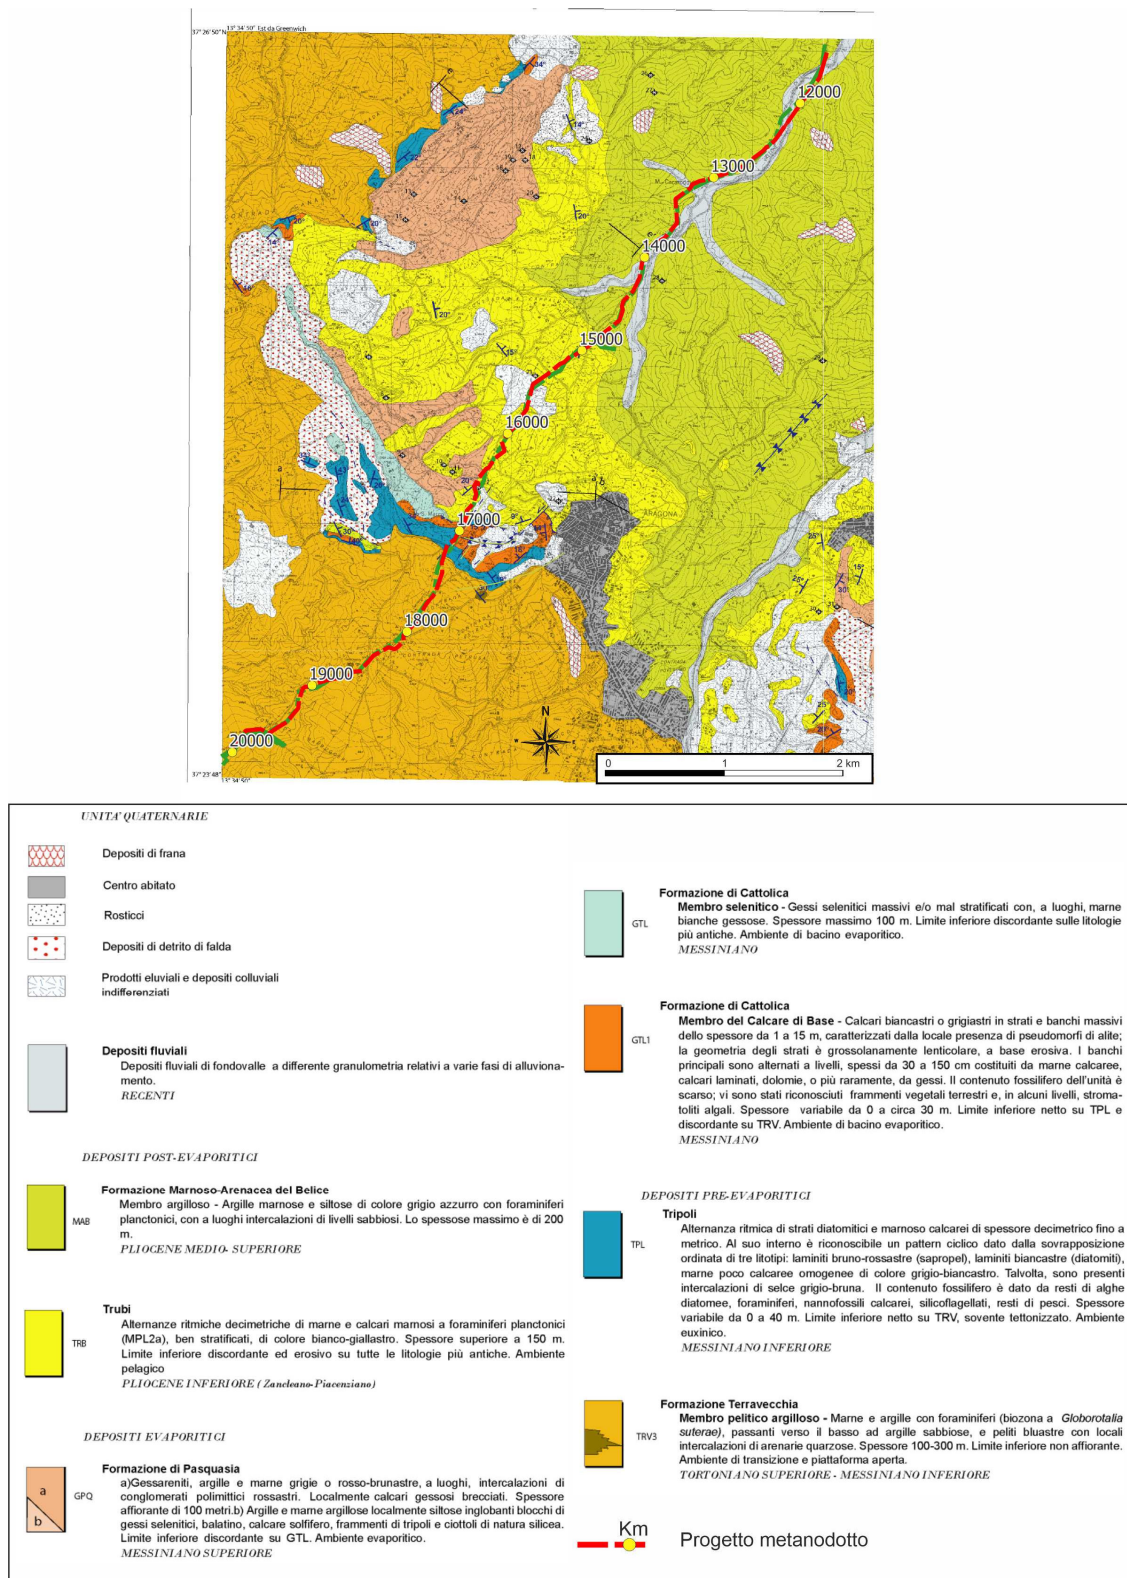 37° 26' 50" N
13° 34' 50" Est da Greenwich
12000
13000
14000
15000
16000
17000
ARAGONA
18000
19000
20000
N
0 1 2 km
37° 23' 48"
13° 34' 50"
UNITA' QUATERNARIE
Depositi di frana
Centro abitato
Rosticci
Depositi di detrito di falda
Prodotti eluviali e depositi colluviali
indifferenziati
Depositi fluviali
Depositi fluviali di fondovalle a differente granulometria relativi a varie fasi di alluviona-
mento.
RECENTI
DEPOSITI POST-EVAPORITICI
Formazione Marnoso-Arenacea del Belice
MAB
Membro argilloso - Argille marnose e siltose di colore grigio azzurro con foraminiferi
planctonici, con a luoghi intercalazioni di livelli sabbiosi. Lo spessose massimo è di 200
m.
PLIOCENE MEDIO- SUPERIORE
Trubi
TRB
Alternanze ritmiche decimetriche di marne e calcari marnosi a foraminiferi planctonici
(MPL2a), ben stratificati, di colore bianco-giallastro. Spessore superiore a 150 m.
Limite inferiore discordante ed erosivo su tutte le litologie più antiche. Ambiente
pelagico
PLIOCENE INFERIORE ( Zancleano-Piacenziano)
DEPOSITI EVAPORITICI
Formazione di Pasquasia
a
b
GPQ
a)Gessareniti, argille e marne grigie o rosso-brunastre, a luoghi, intercalazioni di
conglomerati polimittici rossastri. Localmente calcari gessosi brecciati. Spessore
affiorante di 100 metri.b) Argille e marne argillose localmente siltose inglobanti blocchi di
gessi selenitici, balatino, calcare solfifero, frammenti di tripoli e ciottoli di natura silicea.
Limite inferiore discordante su GTL. Ambiente evaporitico.
MESSINIANO SUPERIORE
Formazione di Cattolica
GTL
Membro selenitico - Gessi selenitici massivi e/o mal stratificati con, a luoghi, marne
bianche gessose. Spessore massimo 100 m. Limite inferiore discordante sulle litologie
più antiche. Ambiente di bacino evaporitico.
MESSINIANO
Formazione di Cattolica
GTL1
Membro del Calcare di Base - Calcari biancastri o grigiastri in strati e banchi massivi
dello spessore da 1 a 15 m, caratterizzati dalla locale presenza di pseudomorfi di alite;
la geometria degli strati è grossolanamente lenticolare, a base erosiva. I banchi
principali sono alternati a livelli, spessi da 30 a 150 cm costituiti da marne calcaree,
calcari laminati, dolomie, o più raramente, da gessi. Il contenuto fossilifero dell'unità è
scarso; vi sono stati riconosciuti frammenti vegetali terrestri e, in alcuni livelli, stroma-
toliti algali. Spessore variabile da 0 a circa 30 m. Limite inferiore netto su TPL e
discordante su TRV. Ambiente di bacino evaporitico.
MESSINIANO
DEPOSITI PRE-EVAPORITICI
Tripoli
TPL
Alternanza ritmica di strati diatomitici e marnoso calcarei di spessore decimetrico fino a
metrico. Al suo interno è riconoscibile un pattern ciclico dato dalla sovrapposizione
ordinata di tre litotipi: laminiti bruno-rossastre (sapropel), laminiti biancastre (diatomiti),
marne poco calcaree omogenee di colore grigio-biancastro. Talvolta, sono presenti
intercalazioni di selce grigio-bruna. Il contenuto fossilifero è dato da resti di alghe
diatomee, foraminiferi, nannofossili calcarei, silicoflagellati, resti di pesci. Spessore
variabile da 0 a 40 m. Limite inferiore netto su TRV, sovente tettonizzato. Ambiente
euxinico.
MESSINIANO INFERIORE
Formazione Terravecchia
TRV3
Membro pelitico argilloso - Marne e argille con foraminiferi (biozona a Globorotalia
suterae), passanti verso il basso ad argille sabbiose, e peliti bluastre con locali
intercalazioni di arenarie quarzose. Spessore 100-300 m. Limite inferiore non affiorante.
Ambiente di transizione e piattaforma aperta.
TORTONIANO SUPERIORE - MESSINIANO INFERIORE
Km
Progetto metanodotto